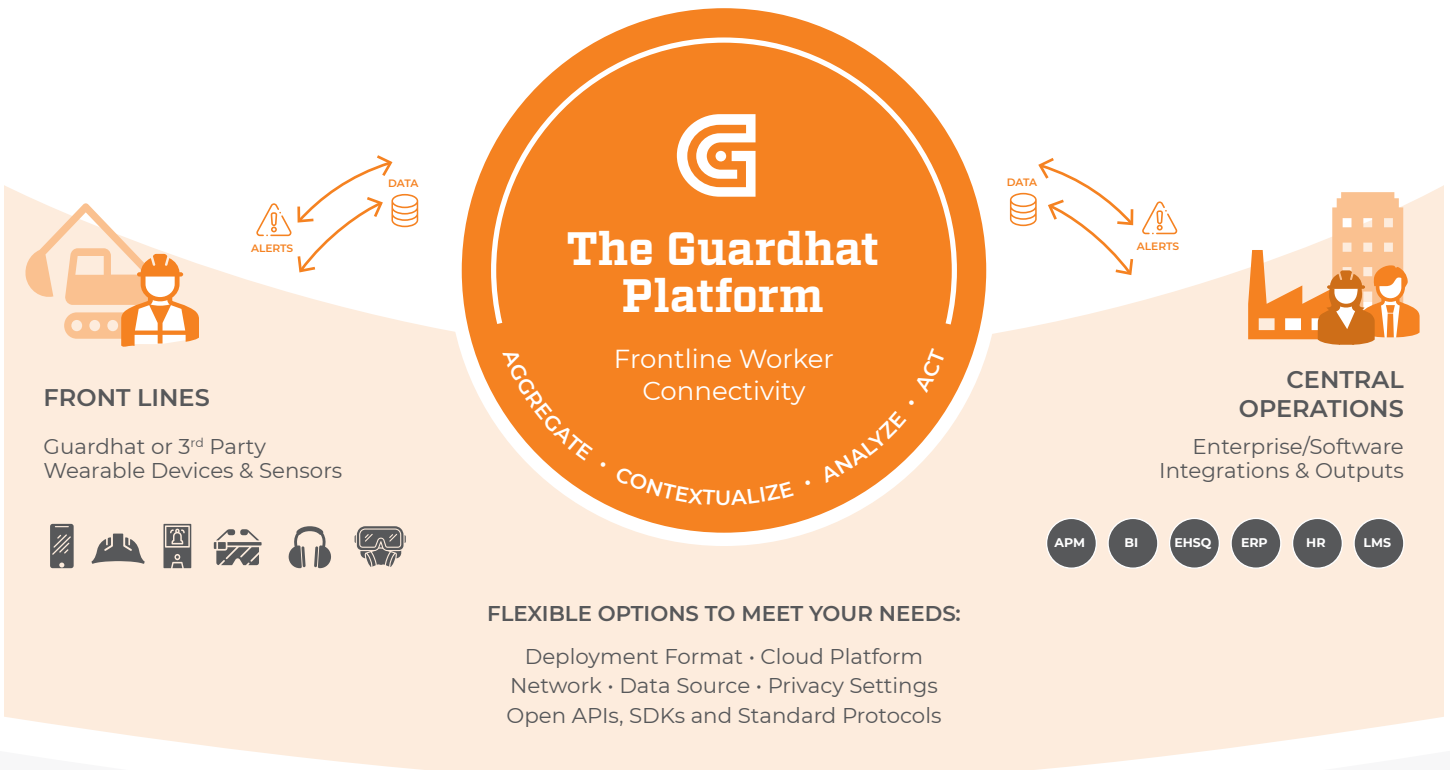 The Guardhat
Platform
Frontline Worker
Connectivity
AGGREGATE • CONTEXTUALIZE • ANALYZE • ACT
DATA
ALERTS
DATA
ALERTS
FRONT LINES
Guardhat or 3rd Party
Wearable Devices & Sensors
CENTRAL
OPERATIONS
Enterprise/Software
Integrations & Outputs
APM BI EHSQ ERP HR LMS
FLEXIBLE OPTIONS TO MEET YOUR NEEDS:
Deployment Format • Cloud Platform
Network • Data Source • Privacy Settings
Open APIs, SDKs and Standard Protocols